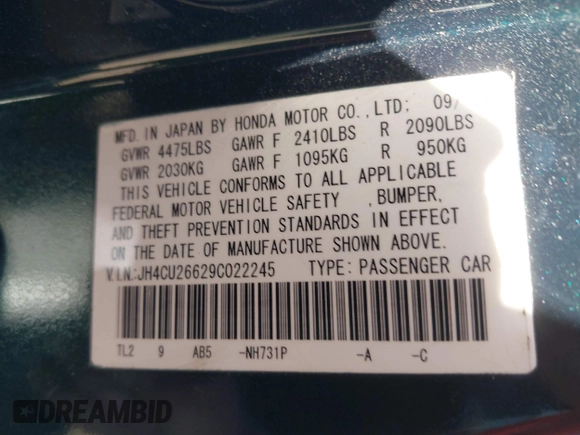 MFD. IN JAPAN BY HONDA MOTOR CO., LTD: 09/
GVWR 4475LBS GAWR F 2410LBS R 2090LBS
GVWR 2030KG GAWR F 1095KG R 950KG
THIS VEHICLE CONFORMS TO ALL APPLICABLE
FEDERAL MOTOR VEHICLE SAFETY , BUMPER,
AND THEFT PREVENTION STANDARDS IN EFFECT
ON THE DATE OF MANUFACTURE SHOWN ABOVE.
V.I.N.:JH4CU26629C022245 TYPE: PASSENGER CAR
TL2 9 AB5 -NH731P -A -C
DREAMBID